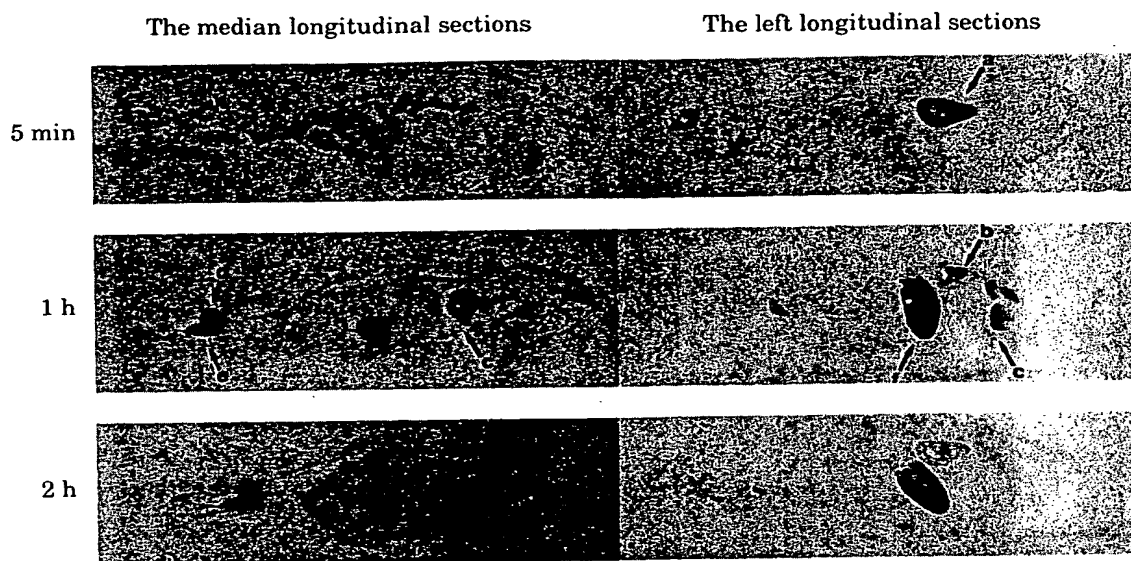 The median longitudinal sections
The left longitudinal sections
5 min
a
1 h
b
c
2 h